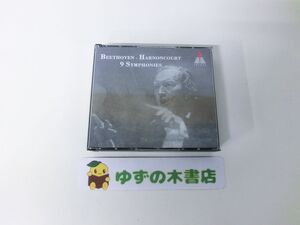 BEETHOVEN · HARNONCOURT
9 SYMPHONIES
ゆずの木書店